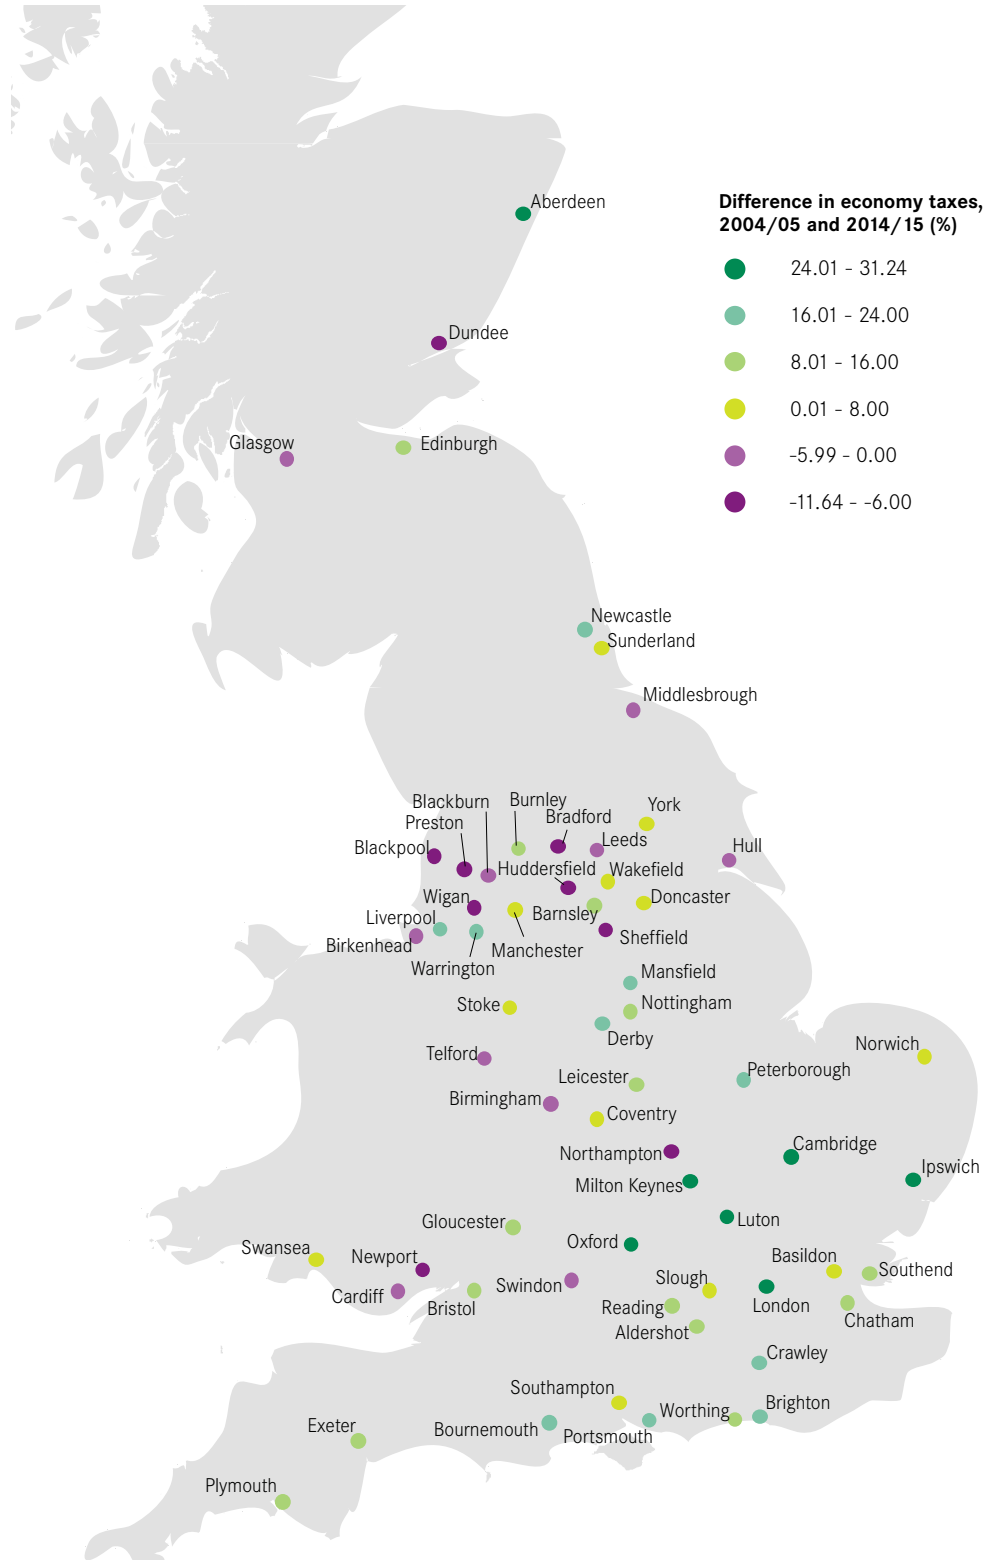 Aberdeen
Difference in economy taxes,
2004/05 and 2014/15 (%)
24.01 - 31.24
16.01 - 24.00
8.01 - 16.00
0.01 - 8.00
-5.99 - 0.00
-11.64 - -6.00
Dundee
Glasgow
Edinburgh
Newcastle
Sunderland
Middlesbrough
Blackburn
Burnley
York
Preston
Bradford
Blackpool
Leeds
Hull
Huddersfield
Wakefield
Wigan
Doncaster
Liverpool
Barnsley
Birkenhead
Sheffield
Manchester
Warrington
Mansfield
Stoke
Nottingham
Derby
Norwich
Telford
Peterborough
Leicester
Birmingham
Coventry
Northampton
Cambridge
Ipswich
Milton Keynes
Gloucester
Luton
Oxford
Swansea
Newport
Basildon
Southend
Slough
Swindon
Cardiff
Bristol
Reading
London
Chatham
Aldershot
Crawley
Southampton
Worthing
Brighton
Exeter
Bournemouth
Portsmouth
Plymouth